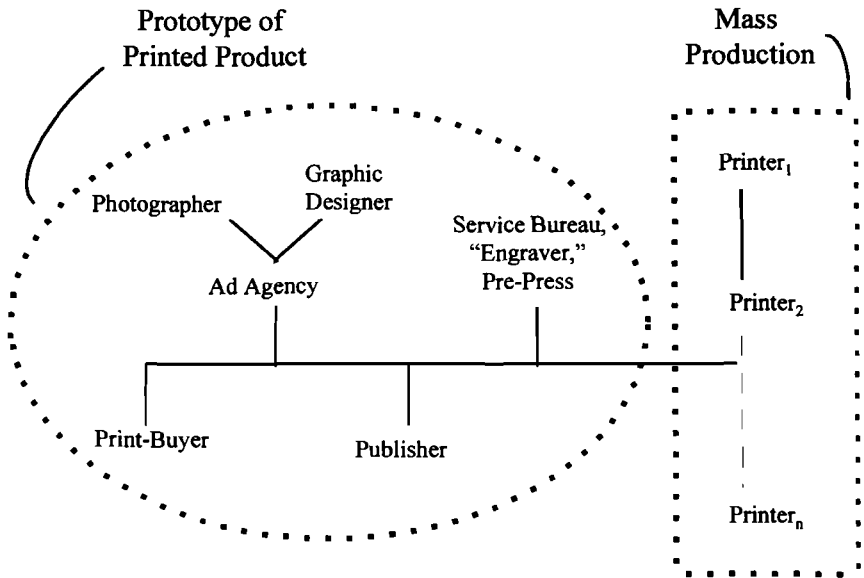 Prototype of
Printed Product
Mass
Production
Photographer
Graphic
Designer
Ad Agency
Service Bureau,
“Engraver,”
Pre-Press
Print-Buyer
Publisher
Printer₁
Printer₂
Printerₙ